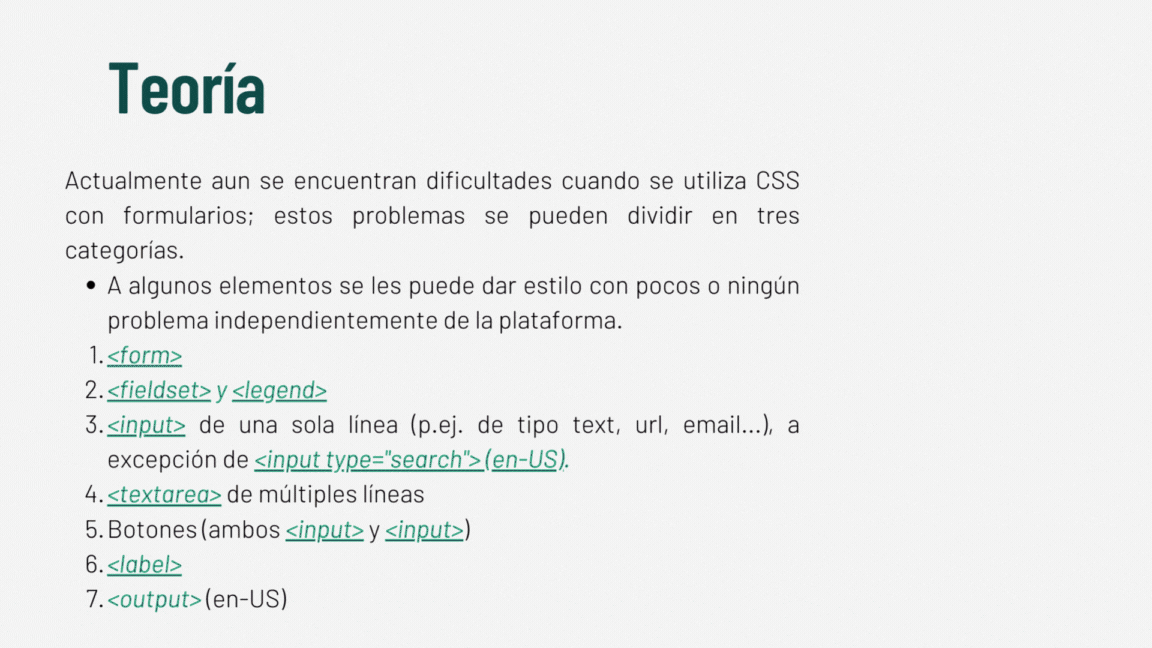 Teoría
Actualmente aun se encuentran dificultades cuando se utiliza CSS
con formularios; estos problemas se pueden dividir en tres
categorías.
• A algunos elementos se les puede dar estilo con pocos o ningún
problema independientemente de la plataforma.
1. <form>
2. <fieldset> y <legend>
3. <input> de una sola línea (p.ej. de tipo text, url, email...), a
excepción de <input type="search"> (en-US).
4. <textarea> de múltiples líneas
5. Botones (ambos <input> y <input>)
6. <label>
7. <output> (en-US)